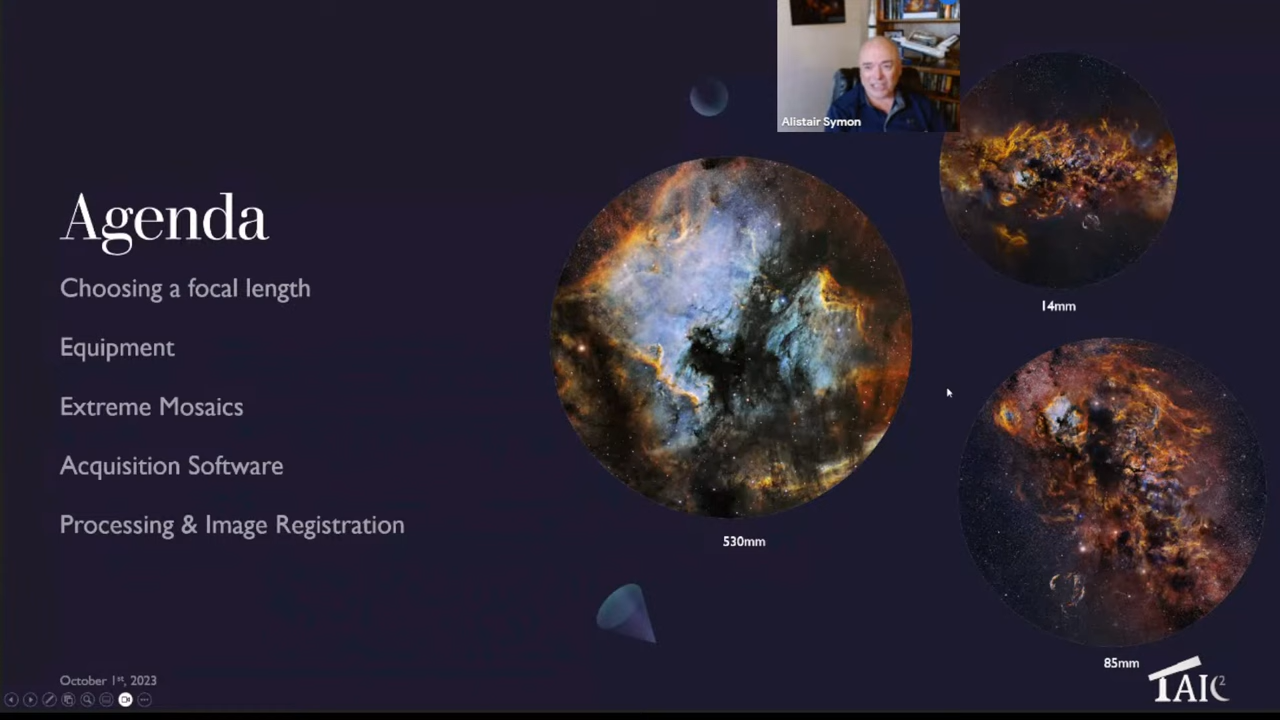 Alistair Symon
Agenda
Choosing a focal length
Equipment
Extreme Mosaics
Acquisition Software
Processing & Image Registration
530mm
14mm
85mm
October 1st, 2023
TAIC2